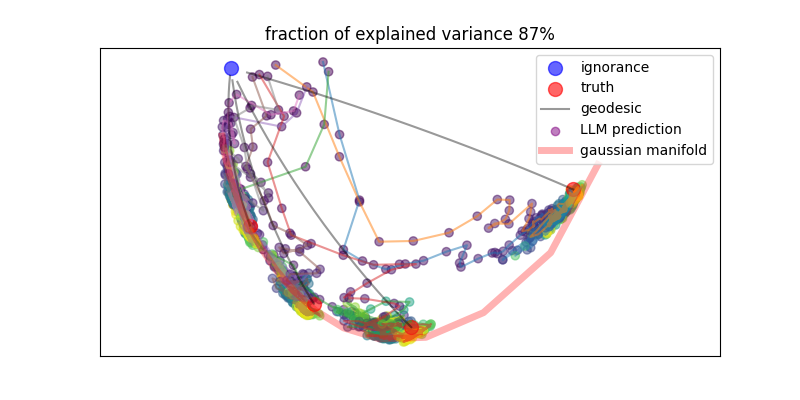 fraction of explained variance 87%
ignorance
truth
geodesic
LLM prediction
gaussian manifold